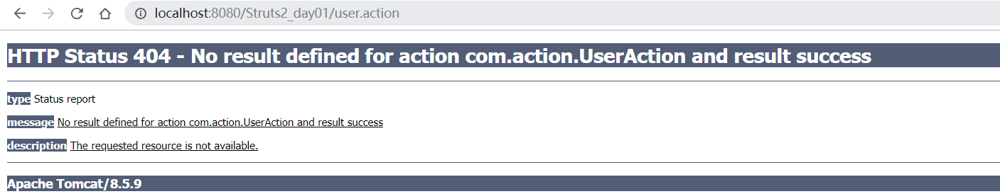 localhost:8080/Struts2_day01/user.action
HTTP Status 404 - No result defined for action com.action.UserAction and result success
type Status report
message No result defined for action com.action.UserAction and result success
description The requested resource is not available.
Apache Tomcat/8.5.9